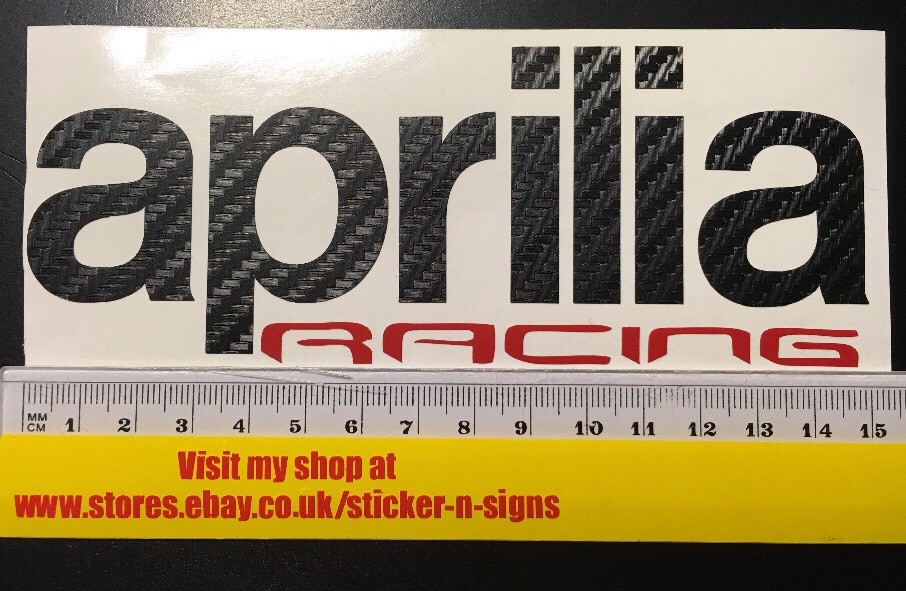 aprilia
RACING
MM
CM 1 2 3 4 5 6 7 8 9 10 11 12 13 14 15
Visit my shop at
www.stores.ebay.co.uk/sticker-n-signs